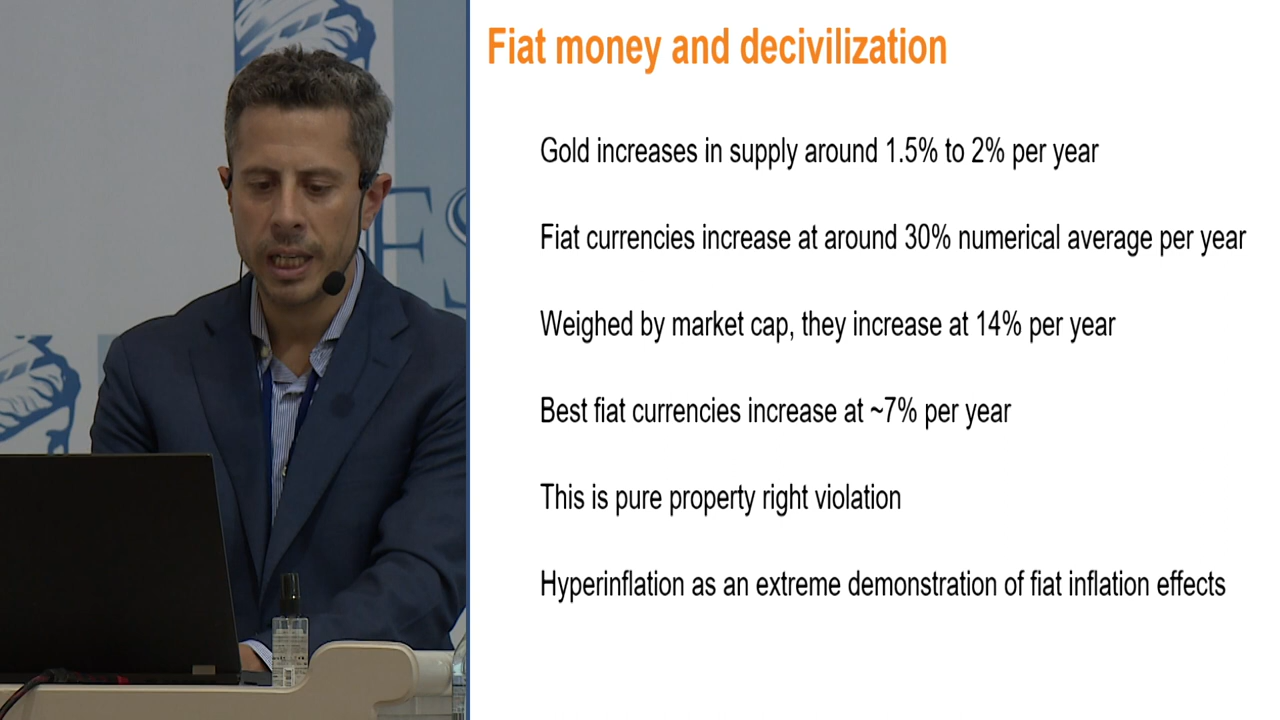 Fiat money and decivilization
Gold increases in supply around 1.5% to 2% per year
Fiat currencies increase at around 30% numerical average per year
Weighed by market cap, they increase at 14% per year
Best fiat currencies increase at ~7% per year
This is pure property right violation
Hyperinflation as an extreme demonstration of fiat inflation effects